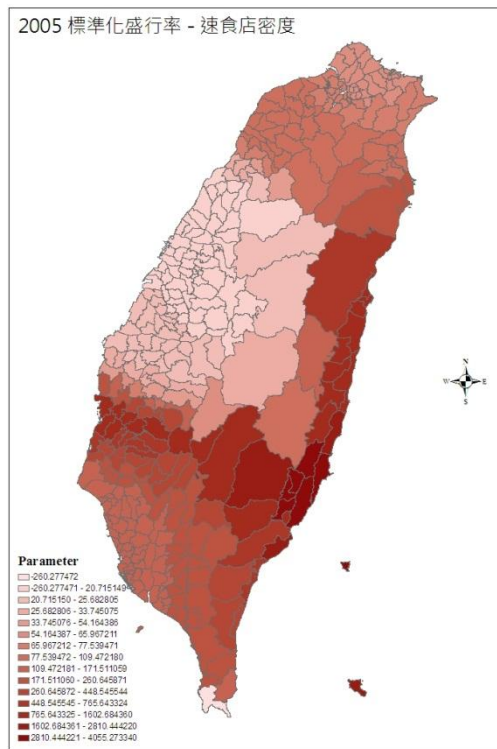 2005 標準化盛行率 - 速食店密度
N
W E
S
Parameter
-260.277472
-260.277471 - 20.715149
20.715150 - 25.682805
25.682806 - 33.745075
33.745076 - 54.164386
54.164387 - 65.967211
65.967212 - 77.539471
77.539472 - 109.472180
109.472181 - 171.511059
171.511060 - 260.645871
260.645872 - 448.545544
448.545545 - 765.643324
765.643325 - 1602.684360
1602.684361 - 2810.444220
2810.444221 - 4055.273340